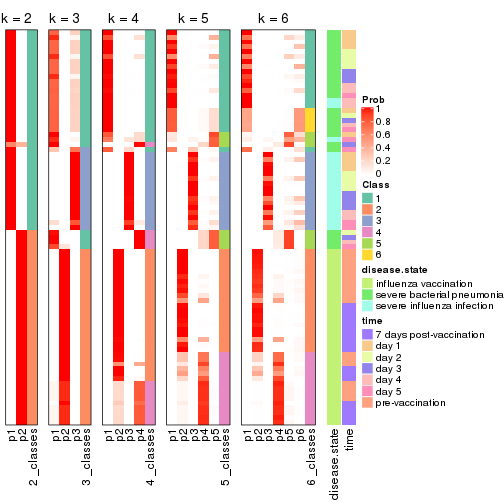 k = 2 k = 3 k = 4 k = 5 k = 6
Prob
1
0.8
0.6
0.4
0.2
0
Class
1
2
3
4
5
6
disease.state
influenza vaccination
severe bacterial pneumonia
severe influenza infection
time
7 days post-vaccination
day 1
day 2
day 3
day 4
day 5
pre-vaccination
p1 p2 2_classes p1 p2 p3 3_classes p1 p2 p3 p4 4_classes p1 p2 p3 p4 p5 5_classes p1 p2 p3 p4 p5 p6 6_classes disease.state time